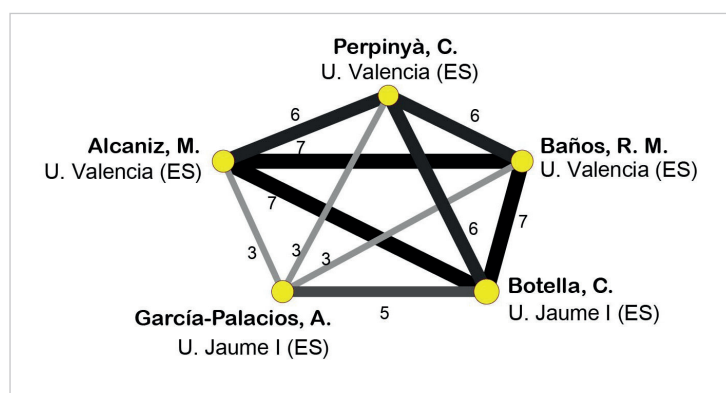 Perpinyà, C.
U. Valencia (ES)
6
6
Alcaniz, M.
7
Baños, R. M.
U. Valencia (ES)
U. Valencia (ES)
7
6
7
3
3
3
Botella, C.
García-Palacios, A.
5
U. Jaume I (ES)
U. Jaume I (ES)